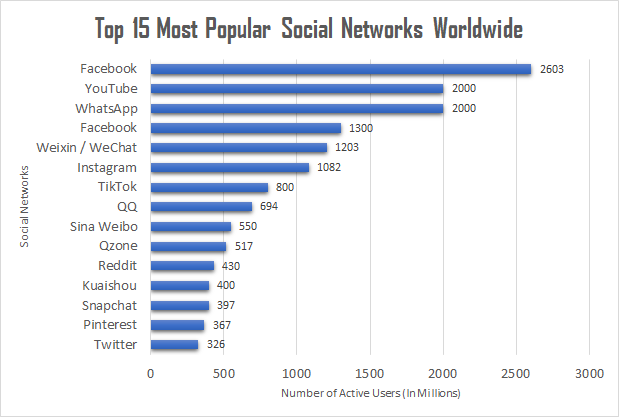 Top 15 Most Popular Social Networks Worldwide
Social Networks
Facebook 2603
YouTube 2000
WhatsApp 2000
Facebook 1300
Weixin / WeChat 1203
Instagram 1082
TikTok 800
QQ 694
Sina Weibo 550
Qzone 517
Reddit 430
Kuaishou 400
Snapchat 397
Pinterest 367
Twitter 326
0 500 1000 1500 2000 2500 3000
Number of Active Users (In Millions)